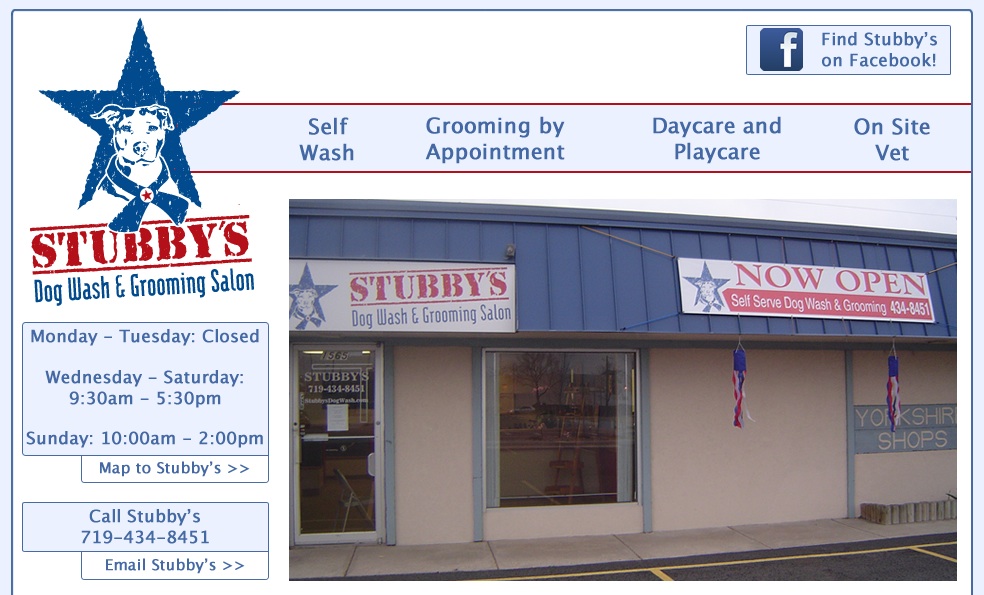 f Find Stubby's
on Facebook!
Self
Wash
Grooming by
Appointment
Daycare and
Playcare
On Site
Vet
STUBBY'S
Dog Wash & Grooming Salon
Monday – Tuesday: Closed
Wednesday – Saturday:
9:30am – 5:30pm
Sunday: 10:00am – 2:00pm
Map to Stubby's >>
Call Stubby's
719-434-8451
Email Stubby's >>
STUBBY'S
Dog Wash & Grooming Salon
NOW OPEN
Self Serve Dog Wash & Grooming 434-8451
1565
STUBBY'S
719-434-8451
StubbysDogWash.com
YORKSHIRE
SHOPS